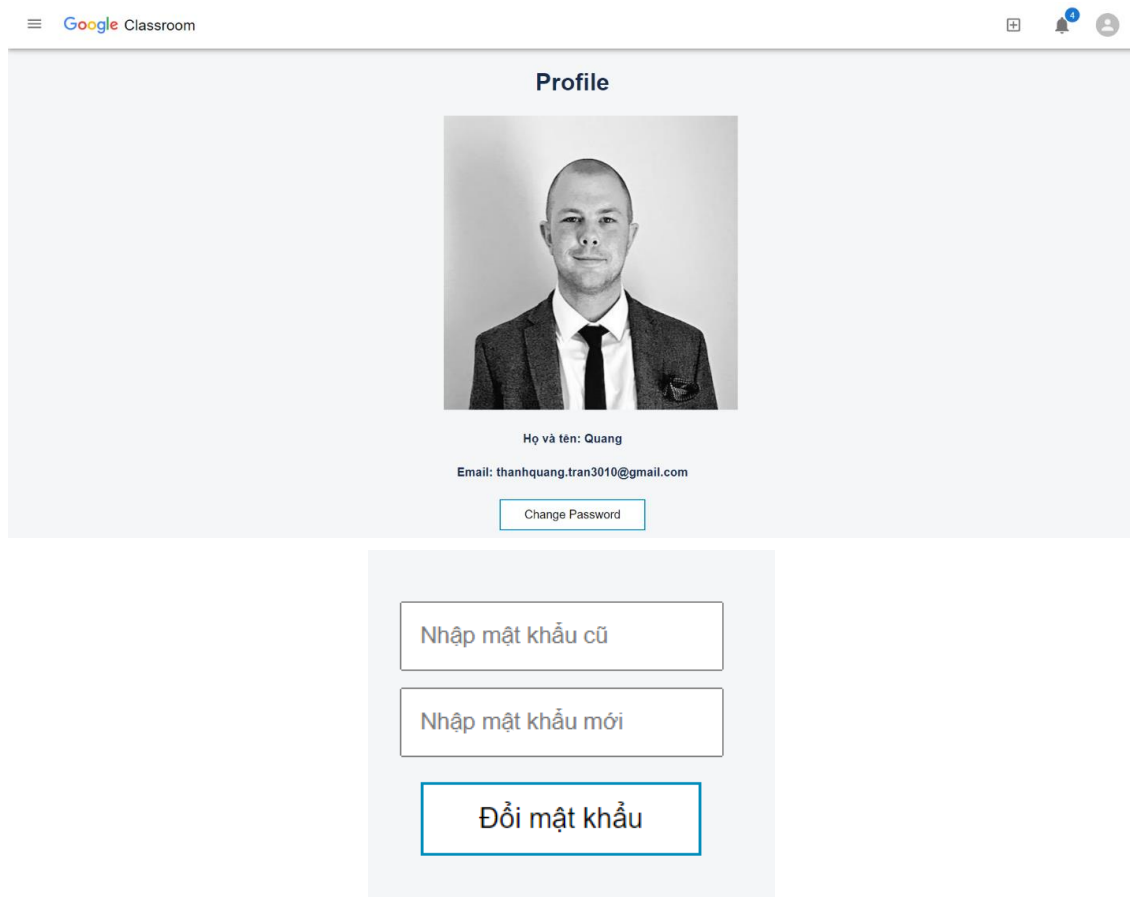 Google Classroom
4
Profile
Họ và tên: Quang
Email: thanhquang.tran3010@gmail.com
Change Password
Nhập mật khẩu cũ
Nhập mật khẩu mới
Đổi mật khẩu